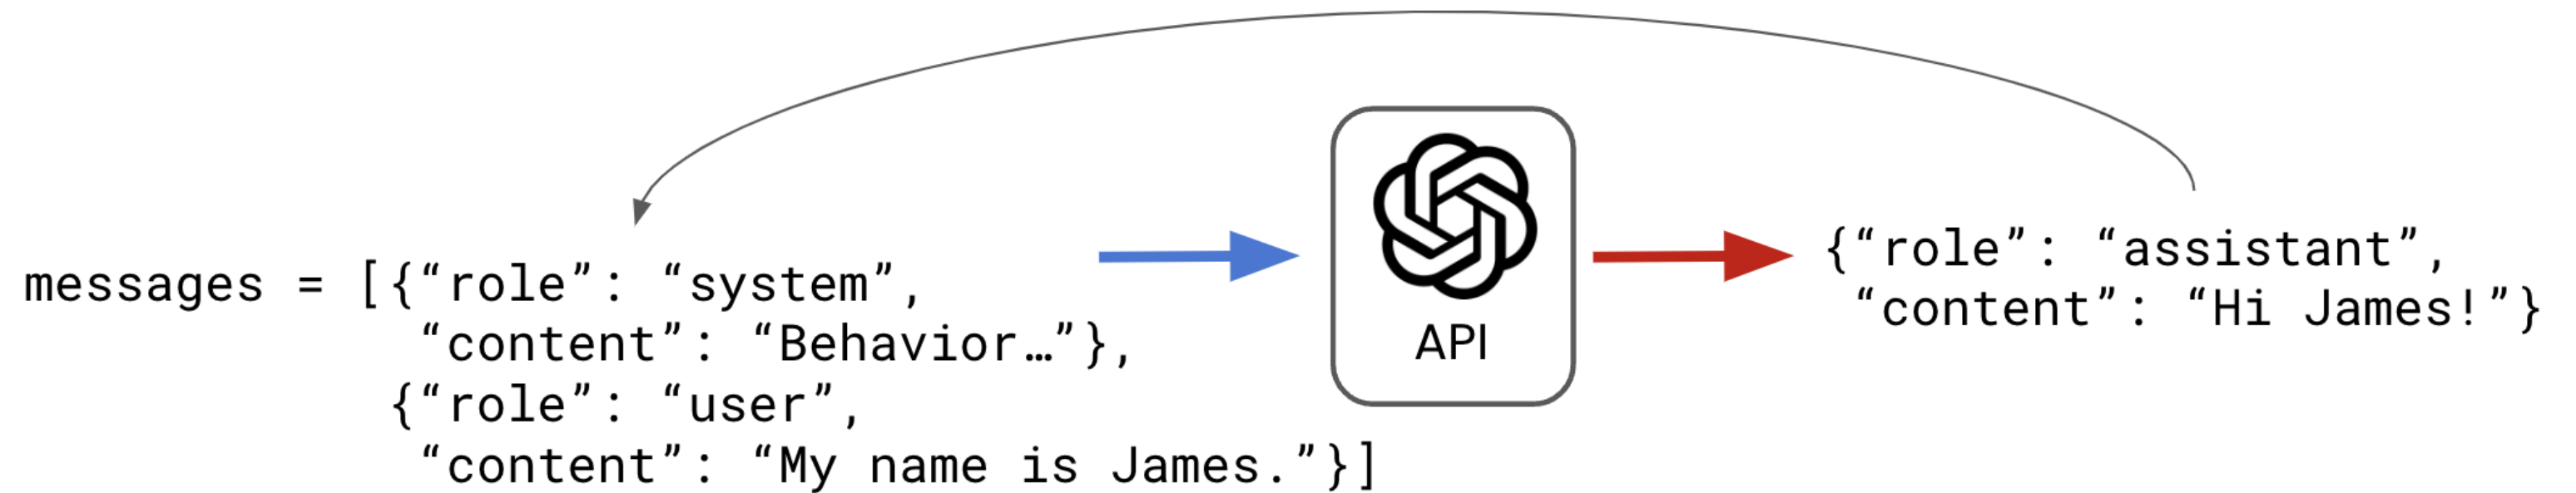 messages = [{“role”: “system”,
“content”: “Behavior…”},
{“role”: “user”,
“content”: “My name is James.”}]
API
{“role”: “assistant”,
“content”: “Hi James!”}